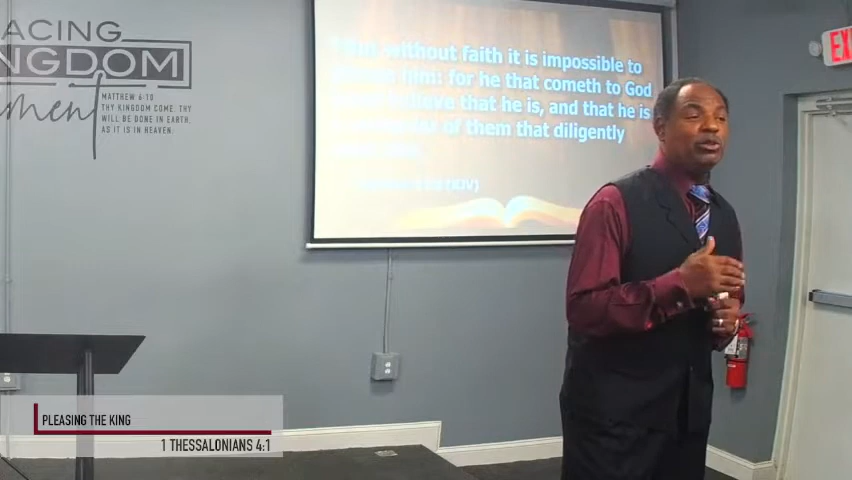 ACING
NGDOM
ment
MATTHEW 6:10
THY KINGDOM COME, THY
WILL BE DONE IN EARTH,
AS IT IS IN HEAVEN.
without faith it is impossible to
him: for he that cometh to God
believe that he is, and that he is
of them that diligently
(KJV)
EX
PLEASING THE KING
1 THESSALONIANS 4:1